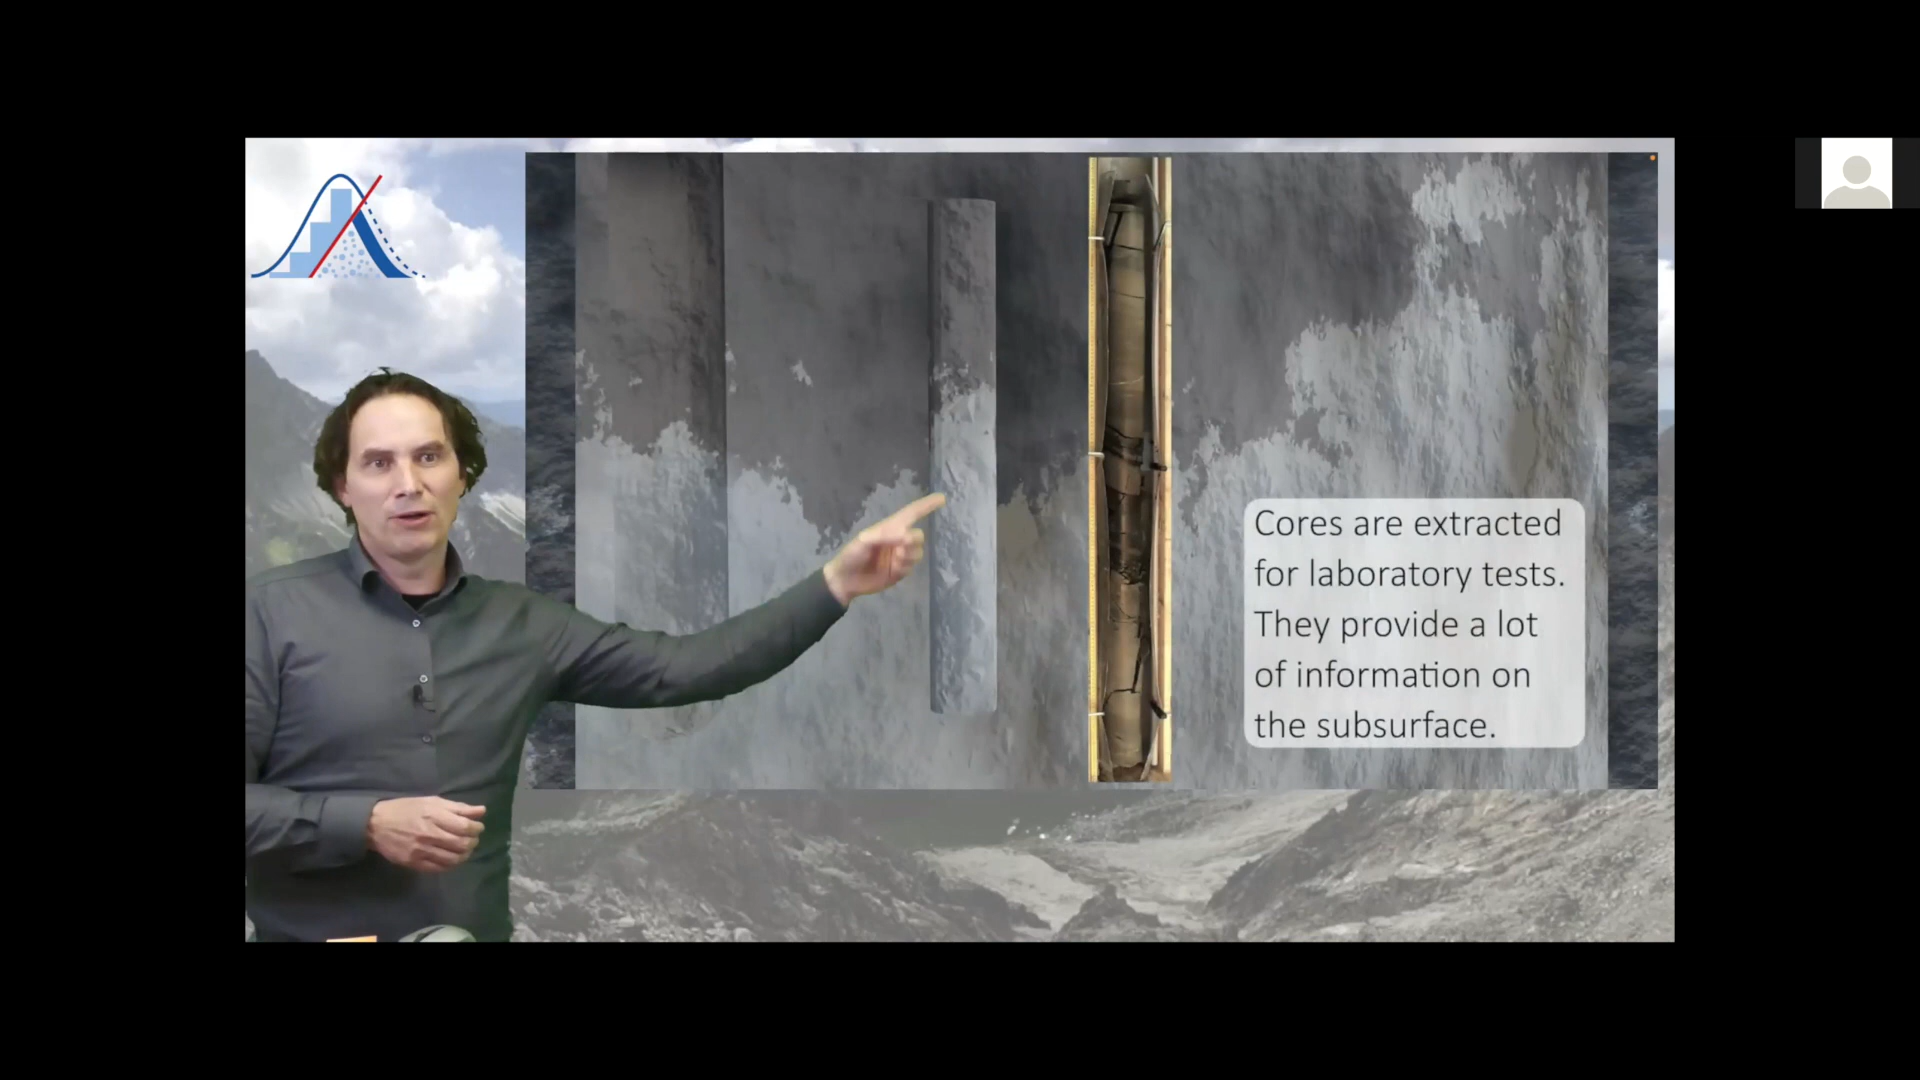 Cores are extracted
for laboratory tests.
They provide a lot
of information on
the subsurface.